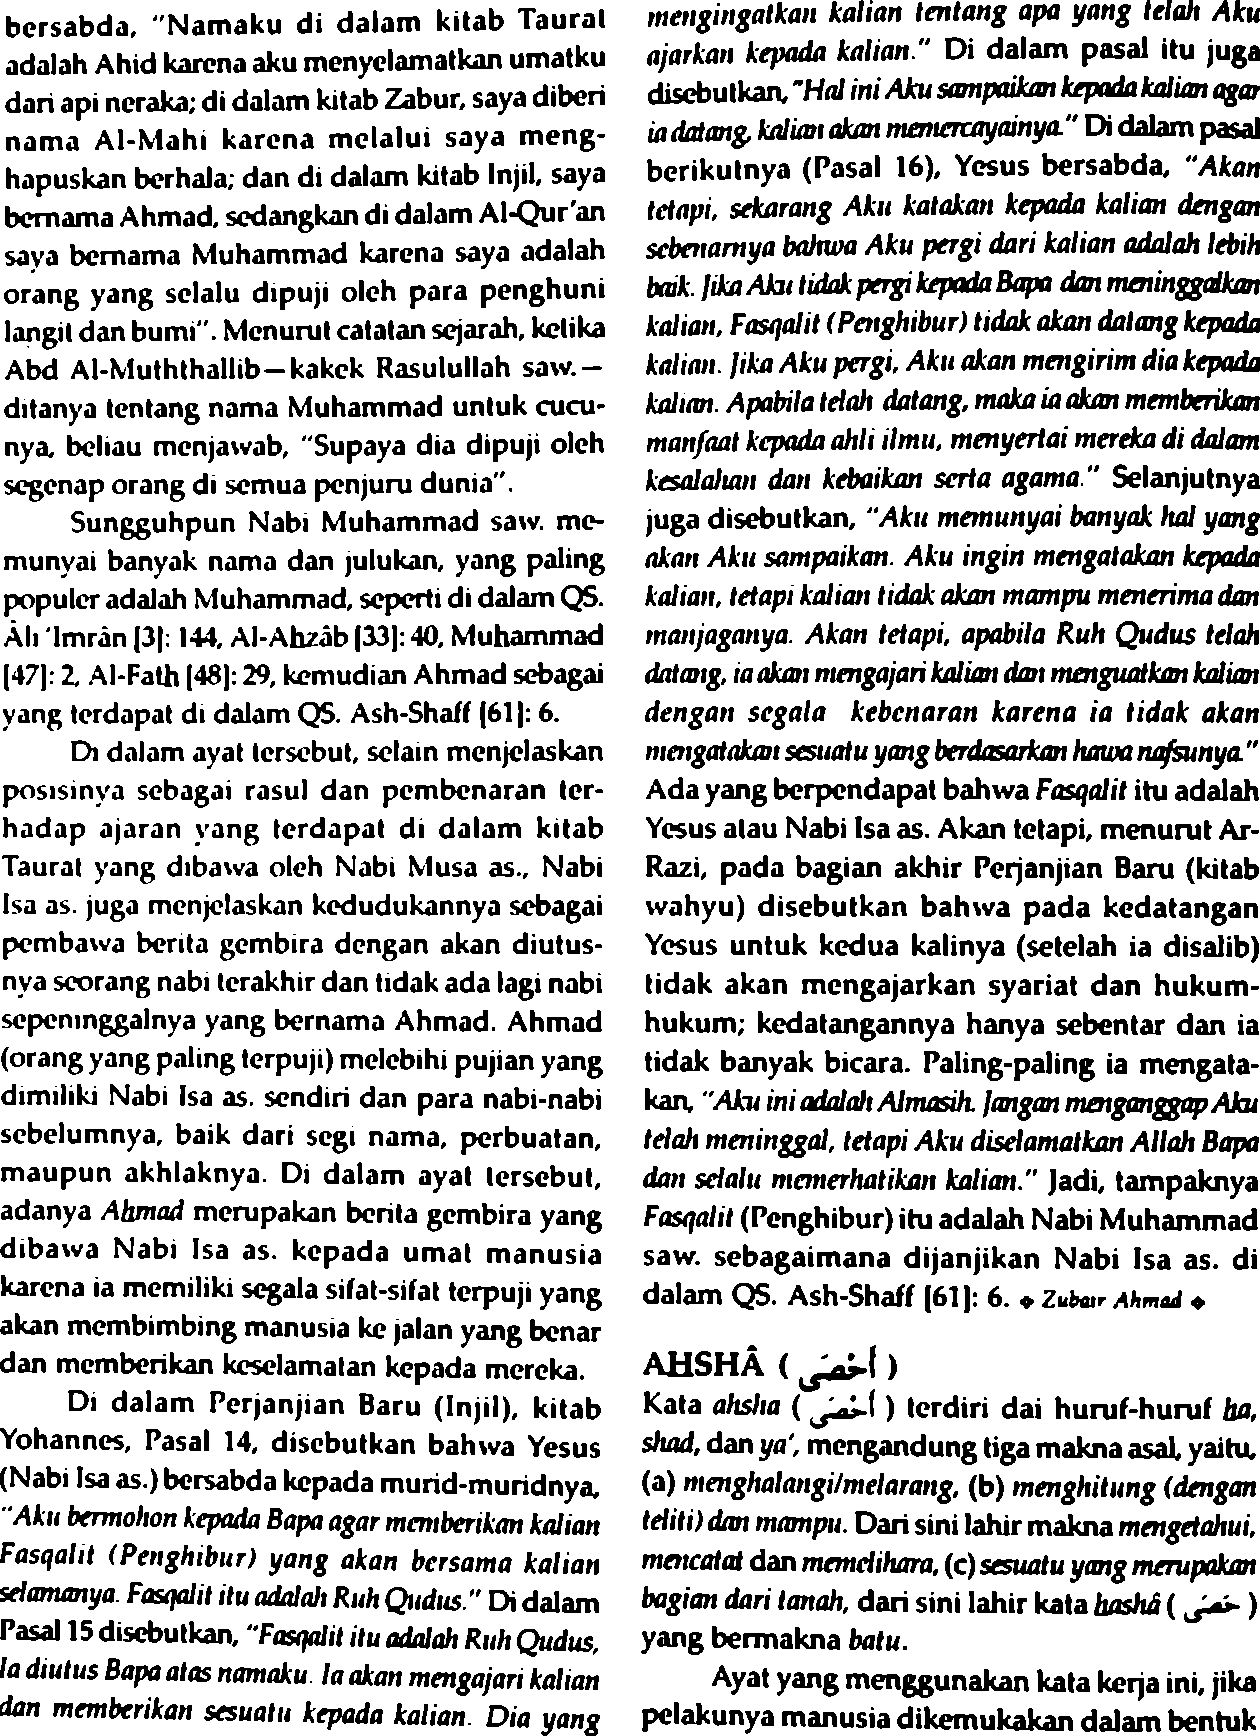 bersabda, "Namaku di dalam kitab Taurat
adalah Ahid karena aku menyelamatkan umatku
dari api neraka; di dalam kitab Zabur, saya diberi
nama Al-Mahi karena melalui saya meng-
hapuskan berhala; dan di dalam kitab Injil, saya
bernama Ahmad, sedangkan di dalam Al-Qur'an
saya bernama Muhammad karena saya adalah
orang yang selalu dipuji oleh para penghuni
langit dan bumi". Menurut catatan sejarah, ketika
Abd Al-Muththallib—kakek Rasulullah saw.—
ditanya tentang nama Muhammad untuk cucu-
nya, beliau menjawab, "Supaya dia dipuji oleh
segenap orang di semua penjuru dunia".
Sungguhpun Nabi Muhammad saw. me-
munyai banyak nama dan julukan, yang paling
populer adalah Muhammad, seperti di dalam QS.
Âli 'Imrân [3]: 144, Al-Ahzâb [33]: 40, Muhammad
[47]: 2, Al-Fath [48]: 29, kemudian Ahmad sebagai
yang terdapat di dalam QS. Ash-Shaff [61]: 6.
Di dalam ayat tersebut, selain menjelaskan
posisinya sebagai rasul dan pembenaran ter-
hadap ajaran yang terdapat di dalam kitab
Taurat yang dibawa oleh Nabi Musa as., Nabi
Isa as. juga menjelaskan kedudukannya sebagai
pembawa berita gembira dengan akan diutus-
nya seorang nabi terakhir dan tidak ada lagi nabi
sepeninggalnya yang bernama Ahmad. Ahmad
(orang yang paling terpuji) melebihi pujian yang
dimiliki Nabi Isa as. sendiri dan para nabi-nabi
sebelumnya, baik dari segi nama, perbuatan,
maupun akhlaknya. Di dalam ayat tersebut,
adanya Ahmad merupakan berita gembira yang
dibawa Nabi Isa as. kepada umat manusia
karena ia memiliki segala sifat-sifat terpuji yang
akan membimbing manusia ke jalan yang benar
dan memberikan keselamatan kepada mereka.
Di dalam Perjanjian Baru (Injil), kitab
Yohannes, Pasal 14, disebutkan bahwa Yesus
(Nabi Isa as.) bersabda kepada murid-muridnya,
"Aku bermohon kepada Bapa agar memberikan kalian
Fasqalit (Penghibur) yang akan bersama kalian
selamanya. Fasqalit itu adalah Ruh Qudus." Di dalam
Pasal 15 disebutkan, "Fasqalit itu adalah Ruh Qudus,
Ia diutus Bapa atas namaku. Ia akan mengajari kalian
dan memberikan sesuatu kepada kalian. Dia yang
mengingatkan kalian tentang apa yang telah Aku
ajarkan kepada kalian." Di dalam pasal itu juga
disebutkan, "Hal ini Aku sampaikan kepada kalian agar
ia datang, kalian akan memercayainya." Di dalam pasal
berikutnya (Pasal 16), Yesus bersabda, "Akan
tetapi, sekarang Aku katakan kepada kalian dengan
sebenarnya bahwa Aku pergi dari kalian adalah lebih
baik. Jika Aku tidak pergi kepada Bapa dan meninggalkan
kalian, Fasqalit (Penghibur) tidak akan datang kepada
kalian. Jika Aku pergi, Aku akan mengirim dia kepada
kalian. Apabila telah datang, maka ia akan memberikan
manfaat kepada ahli ilmu, menyertai mereka di dalam
kesalahan dan kebaikan serta agama." Selanjutnya
juga disebutkan, "Aku memunyai banyak hal yang
akan Aku sampaikan. Aku ingin mengatakan kepada
kalian, tetapi kalian tidak akan mampu menerima dan
manjaganya. Akan tetapi, apabila Ruh Qudus telah
datang, ia akan mengajari kalian dan menguatkan kalian
dengan segala kebenaran karena ia tidak akan
mengatakan sesuatu yang berdasarkan hawa nafsunya."
Ada yang berpendapat bahwa Fasqalit itu adalah
Yesus atau Nabi Isa as. Akan tetapi, menurut Ar-
Razi, pada bagian akhir Perjanjian Baru (kitab
wahyu) disebutkan bahwa pada kedatangan
Yesus untuk kedua kalinya (setelah ia disalib)
tidak akan mengajarkan syariat dan hukum-
hukum; kedatangannya hanya sebentar dan ia
tidak banyak bicara. Paling-paling ia mengata-
kan, "Aku ini adalah Almasih. Jangan menganggap Aku
telah meninggal, tetapi Aku diselamatkan Allah Bapa
dan selalu memerhatikan kalian." Jadi, tampaknya
Fasqalit (Penghibur) itu adalah Nabi Muhammad
saw. sebagaimana dijanjikan Nabi Isa as. di
dalam QS. Ash-Shaff [61]: 6. ❖ Zubair Ahmad ❖
AHSHÂ ( أَحْصَى )
Kata ahsha ( أَحْصَى ) terdiri dai huruf-huruf ha,
shad, dan ya', mengandung tiga makna asal, yaitu,
(a) menghalangi/melarang, (b) menghitung (dengan
teliti) dan mampu. Dari sini lahir makna mengetahui,
mencatat dan memelihara, (c) sesuatu yang merupakan
bagian dari tanah, dari sini lahir kata hashâ ( حَصَى )
yang bermakna batu.
Ayat yang menggunakan kata kerja ini, jika
pelakunya manusia dikemukakan dalam bentuk